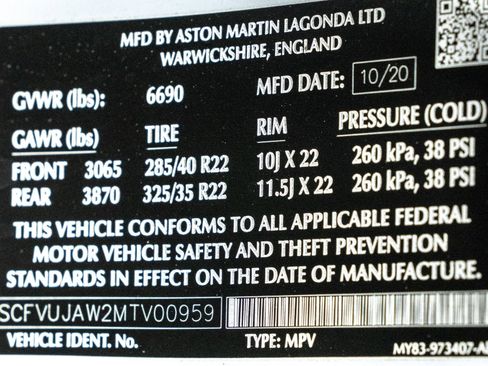 MFD BY ASTON MARTIN LAGONDA LTD
WARWICKSHIRE, ENGLAND
GVWR (lbs): 6690 MFD DATE: 10/20
GAWR (lb) TIRE RIM PRESSURE (COLD)
FRONT 3065 285/40 R22 10J X 22 260 kPa, 38 PSI
REAR 3870 325/35 R22 11.5J X 22 260 kPa, 38 PSI
THIS VEHICLE CONFORMS TO ALL APPLICABLE FEDERAL
MOTOR VEHICLE SAFETY AND THEFT PREVENTION
STANDARDS IN EFFECT ON THE DATE OF MANUFACTURE.
SCFVUJAW2MTV00959
VEHICLE IDENT. No. TYPE: MPV MY83-973407-A